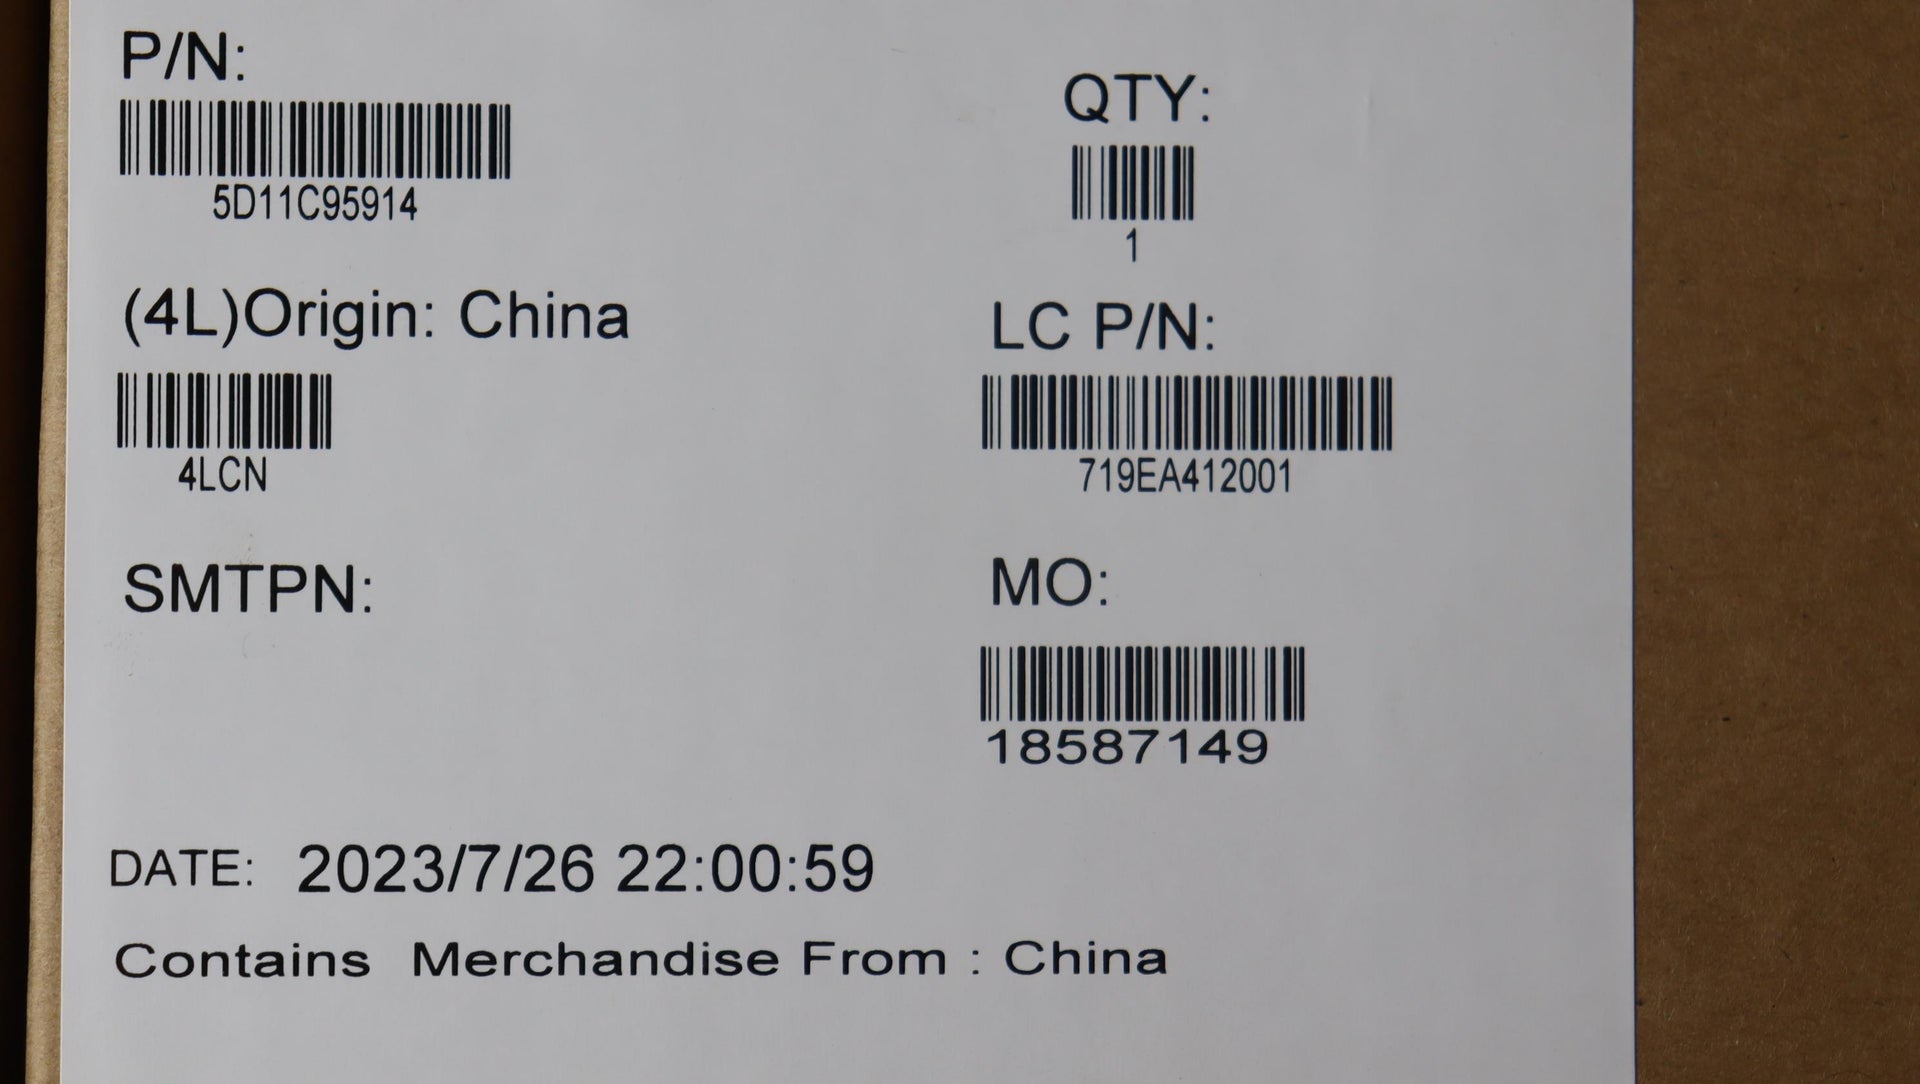 P/N:
5D11C95914
QTY:
1
(4L)Origin: China
4LCN
LC P/N:
719EA412001
SMTPN:
MO:
18587149
DATE: 2023/7/26 22:00:59
Contains Merchandise From : China